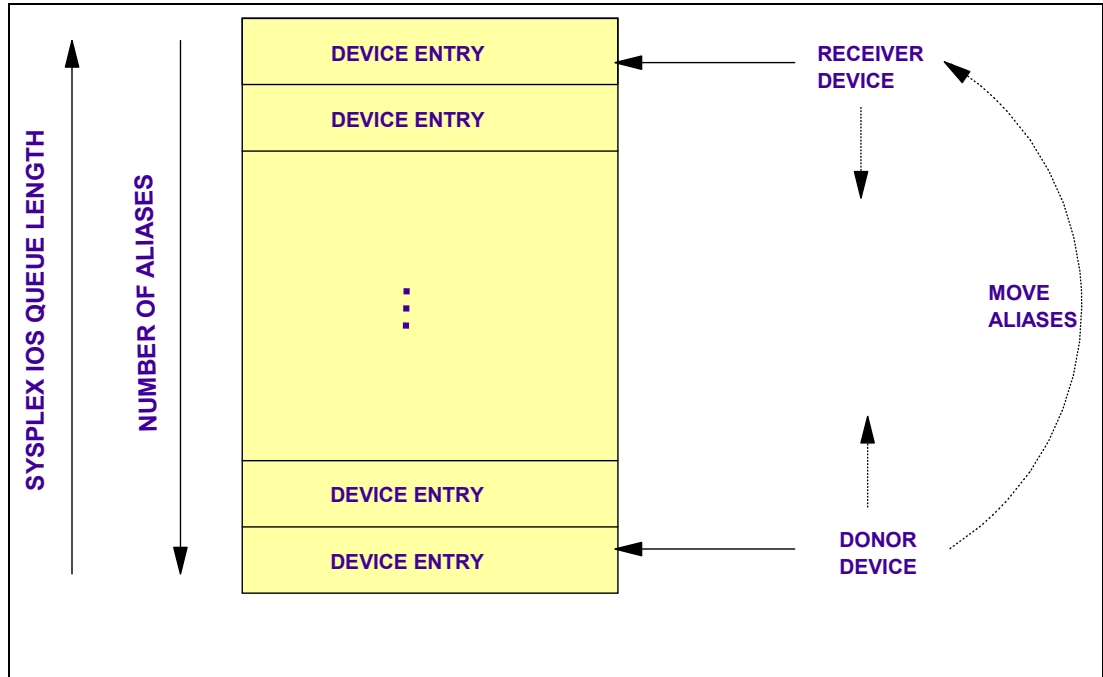 SYSPLEX IOS QUEUE LENGTH
NUMBER OF ALIASES
DEVICE ENTRY
DEVICE ENTRY
DEVICE ENTRY
DEVICE ENTRY
RECEIVER
DEVICE
MOVE
ALIASES
DONOR
DEVICE